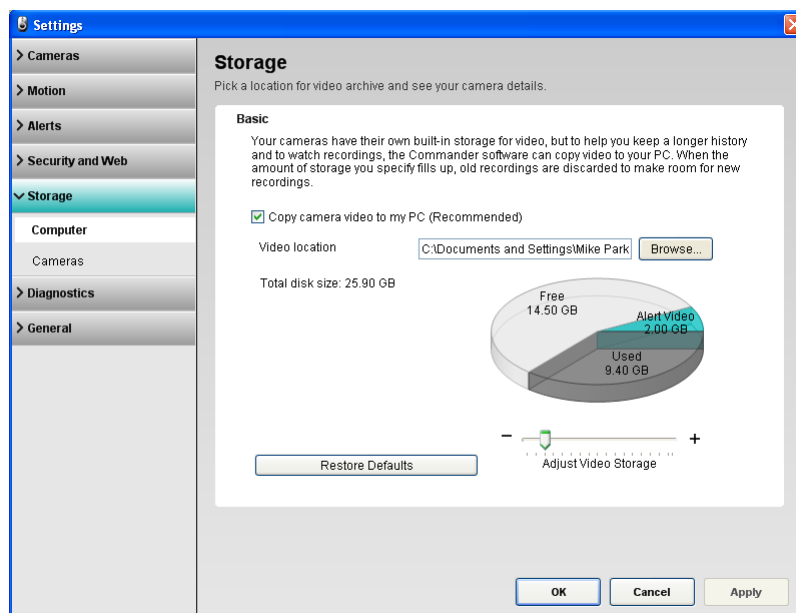 Settings
Cameras
Motion
Alerts
Security and Web
Storage
Computer
Cameras
Diagnostics
General
Storage
Pick a location for video archive and see your camera details.
Basic
Your cameras have their own built-in storage for video, but to help you keep a longer history
and to watch recordings, the Commander software can copy video to your PC. When the
amount of storage you specify fills up, old recordings are discarded to make room for new
recordings.
Copy camera video to my PC (Recommended)
Video location
C:\Documents and Settings\Mike Park
Browse...
Total disk size: 25.90 GB
Free
14.50 GB
Alert Video
2.00 GB
Used
9.40 GB
− +
Adjust Video Storage
Restore Defaults
OK
Cancel
Apply